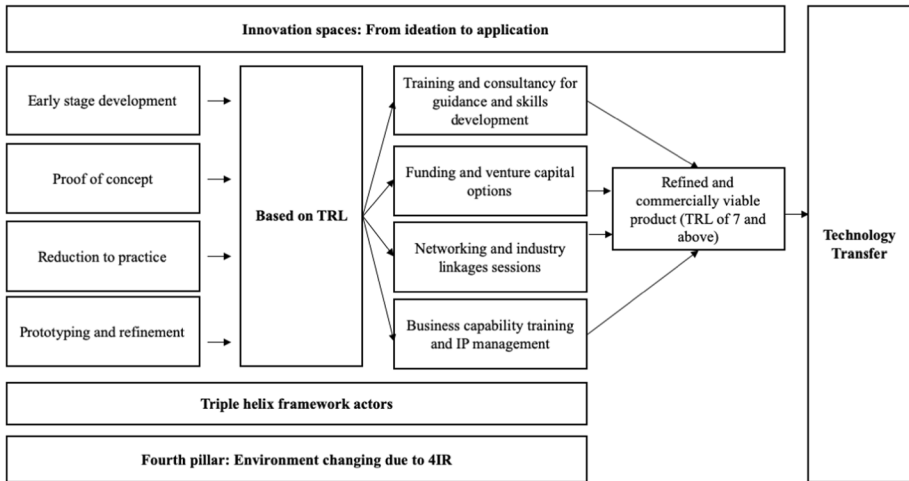 Innovation spaces: From ideation to application
Early stage development
Proof of concept
Reduction to practice
Prototyping and refinement
Based on TRL
Training and consultancy for
guidance and skills
development
Funding and venture capital
options
Networking and industry
linkages sessions
Business capability training
and IP management
Refined and
commercially viable
product (TRL of 7 and
above)
Technology
Transfer
Triple helix framework actors
Fourth pillar: Environment changing due to 4IR